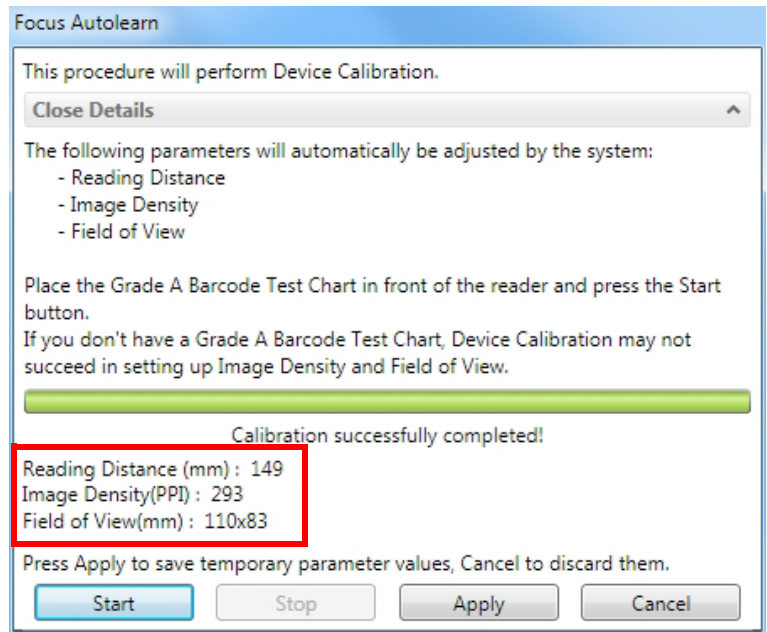 Focus Autolearn
This procedure will perform Device Calibration.
Close Details
The following parameters will automatically be adjusted by the system:
- Reading Distance
- Image Density
- Field of View
Place the Grade A Barcode Test Chart in front of the reader and press the Start
button.
If you don't have a Grade A Barcode Test Chart, Device Calibration may not
succeed in setting up Image Density and Field of View.
Calibration successfully completed!
Reading Distance (mm) : 149
Image Density(PPI) : 293
Field of View(mm) : 110x83
Press Apply to save temporary parameter values, Cancel to discard them.
Start Stop Apply Cancel